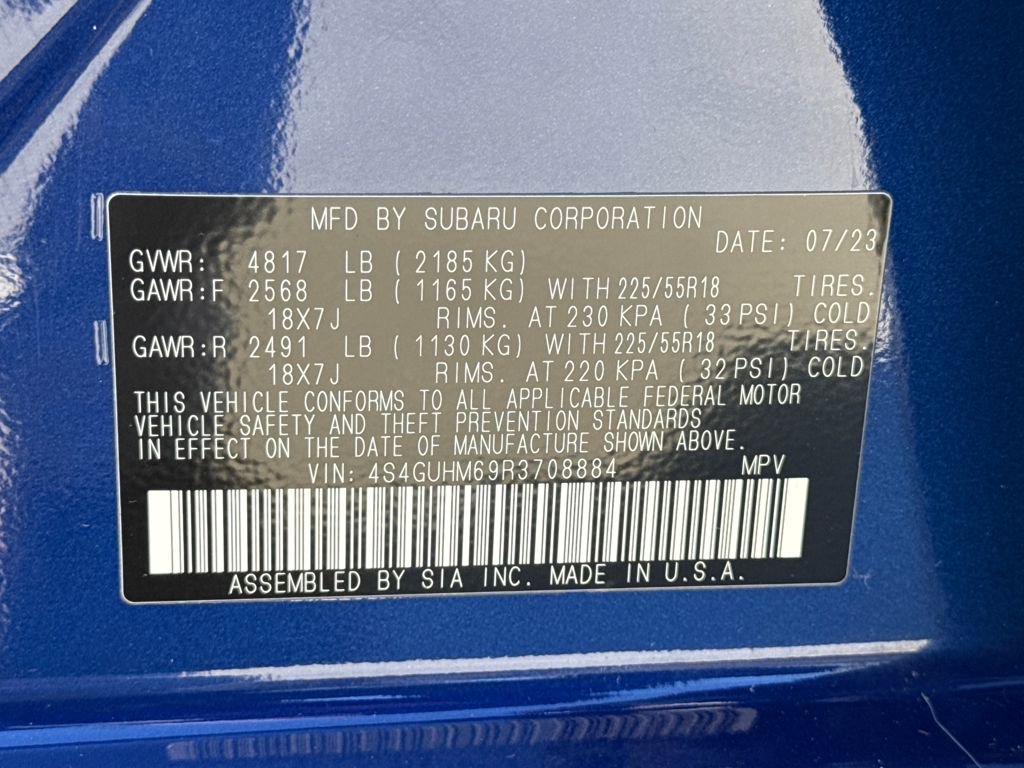 MFD BY SUBARU CORPORATION
DATE: 07/23
GVWR: 4817 LB ( 2185 KG)
GAWR:F 2568 LB ( 1165 KG) WITH 225/55R18 TIRES.
18X7J RIMS. AT 230 KPA ( 33 PSI) COLD
GAWR:R 2491 LB ( 1130 KG) WITH 225/55R18 TIRES.
18X7J RIMS. AT 220 KPA ( 32 PSI) COLD
THIS VEHICLE CONFORMS TO ALL APPLICABLE FEDERAL MOTOR
VEHICLE SAFETY AND THEFT PREVENTION STANDARDS
IN EFFECT ON THE DATE OF MANUFACTURE SHOWN ABOVE.
VIN: 4S4GUHM69R3708884 MPV
ASSEMBLED BY SIA INC. MADE IN U.S.A.